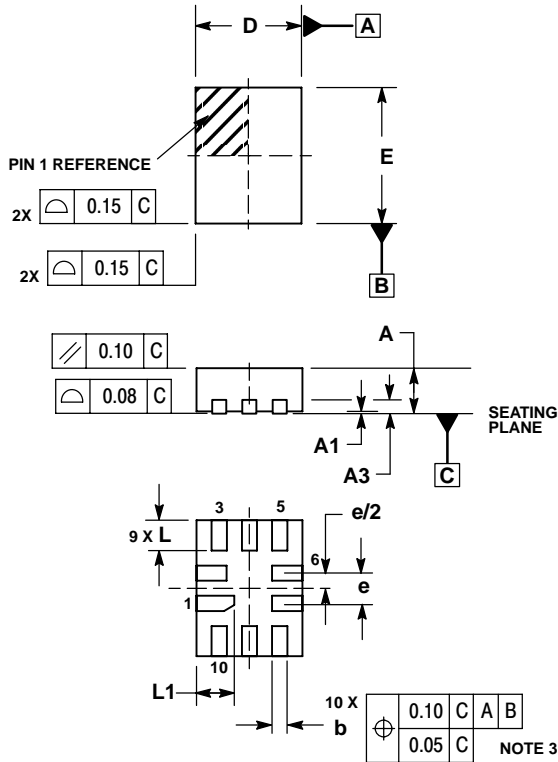 D
A
PIN 1 REFERENCE
E
2X 0.15 C
2X 0.15 C
B
0.10 C
A
0.08 C
SEATING
PLANE
A1
A3
C
3 5
e/2
9 X L
6
e
1
10
L1
b
10 X
0.10 C A B
0.05 C
NOTE 3